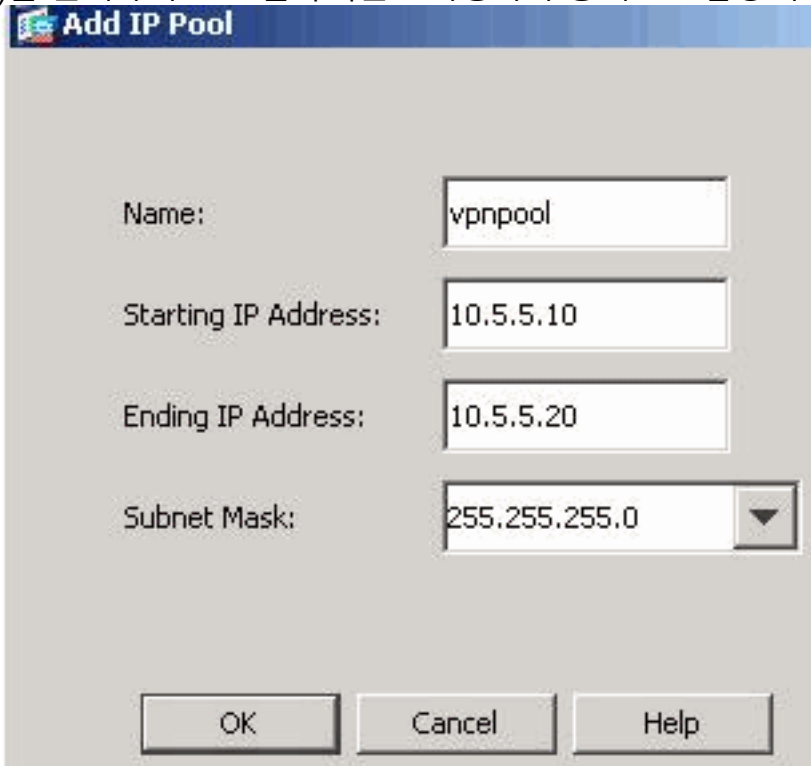 Add IP Pool
Name: vpnpool
Starting IP Address: 10.5.5.10
Ending IP Address: 10.5.5.20
Subnet Mask: 255.255.255.0
OK Cancel Help